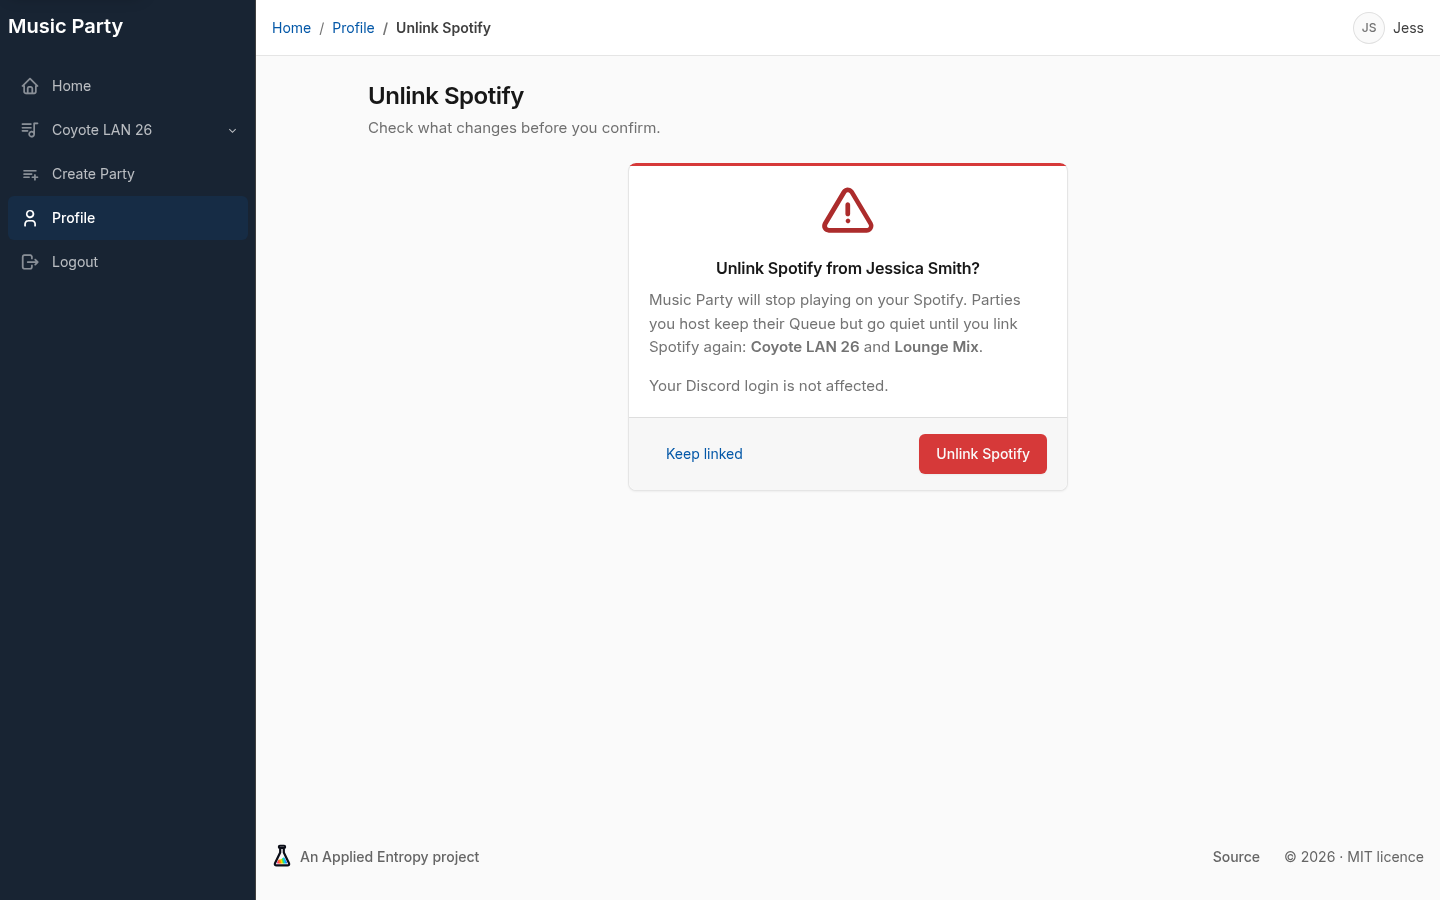 Music Party
Home
Coyote LAN 26
Create Party
Profile
Logout
Home / Profile / Unlink Spotify
JS Jess
Unlink Spotify
Check what changes before you confirm.
Unlink Spotify from Jessica Smith?
Music Party will stop playing on your Spotify. Parties
you host keep their Queue but go quiet until you link
Spotify again: Coyote LAN 26 and Lounge Mix.
Your Discord login is not affected.
Keep linked
Unlink Spotify
An Applied Entropy project
Source
© 2026 · MIT licence